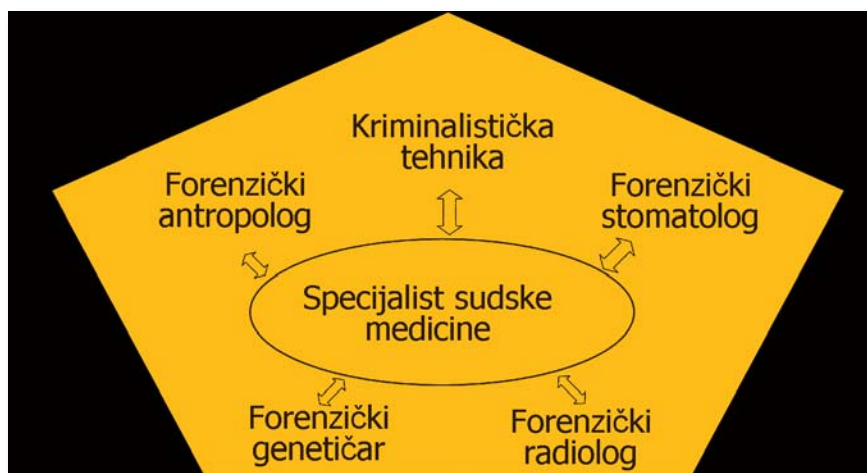 Kriminalistička
tehnika
Forenzički
antropolog
Forenzički
stomatolog
Specijalist sudske
medicine
Forenzički
genetičar
Forenzički
radiolog